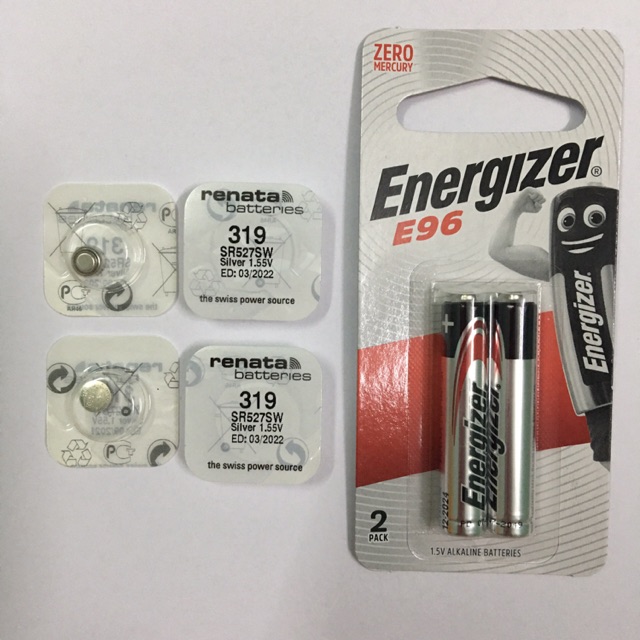 renata
batteries
319
SR527SW
Silver 1.55V
ED: 03/2022
the swiss power source
renata
batteries
319
SR527SW
Silver 1.55V
ED: 03/2022
the swiss power source
ZERO
MERCURY
Energizer®
E96
Energizer.
+
Energizer
Energizer.
12-2024
2
PACK
1.5V ALKALINE BATTERIES